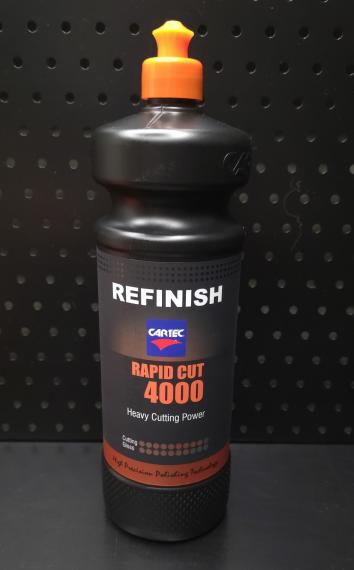 REFINISH
CARTEC
RAPID CUT
4000
Heavy Cutting Power
Cutting
Gloss
High Precision Polishing Technology